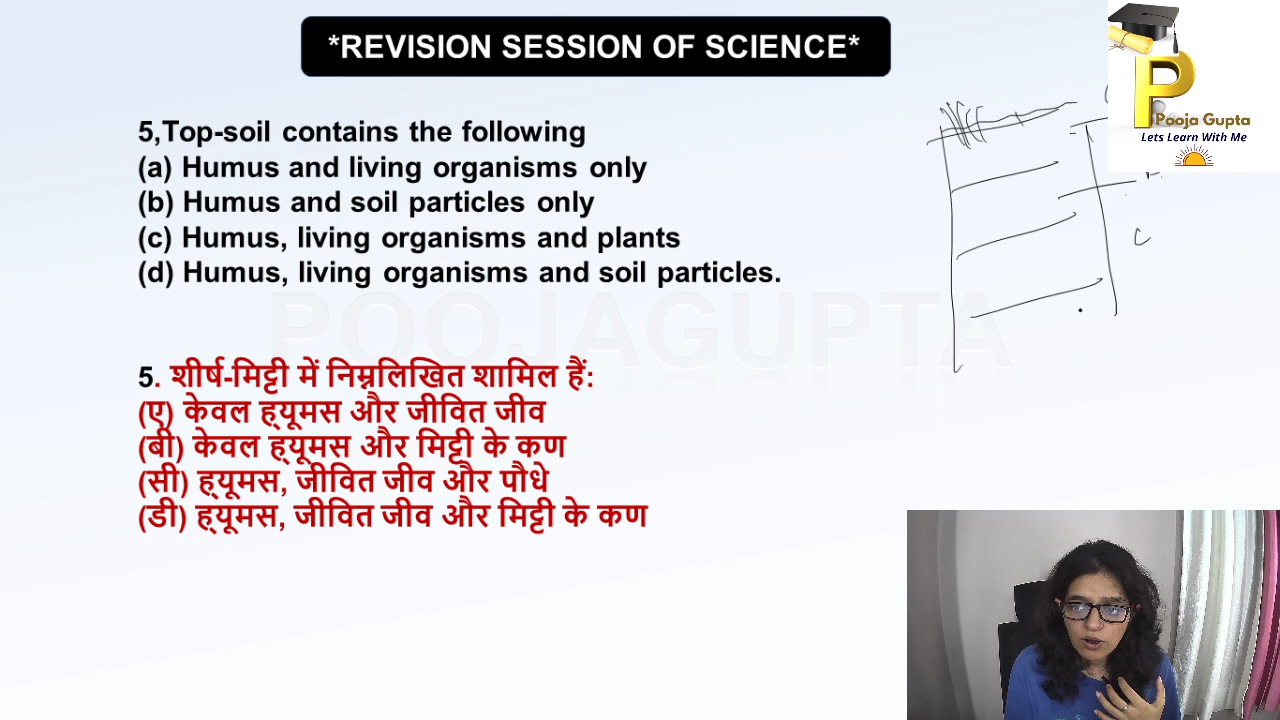 *REVISION SESSION OF SCIENCE*
5,Top-soil contains the following
(a) Humus and living organisms only
(b) Humus and soil particles only
(c) Humus, living organisms and plants
(d) Humus, living organisms and soil particles.
P
Pooja Gupta
Lets Learn With Me
C
POOJAGUPTA
5. शीर्ष-मिट्टी में निम्नलिखित शामिल हैं:
(ए) केवल ह्यूमस और जीवित जीव
(बी) केवल ह्यूमस और मिट्टी के कण
(सी) ह्यूमस, जीवित जीव और पौधे
(डी) ह्यूमस, जीवित जीव और मिट्टी के कण